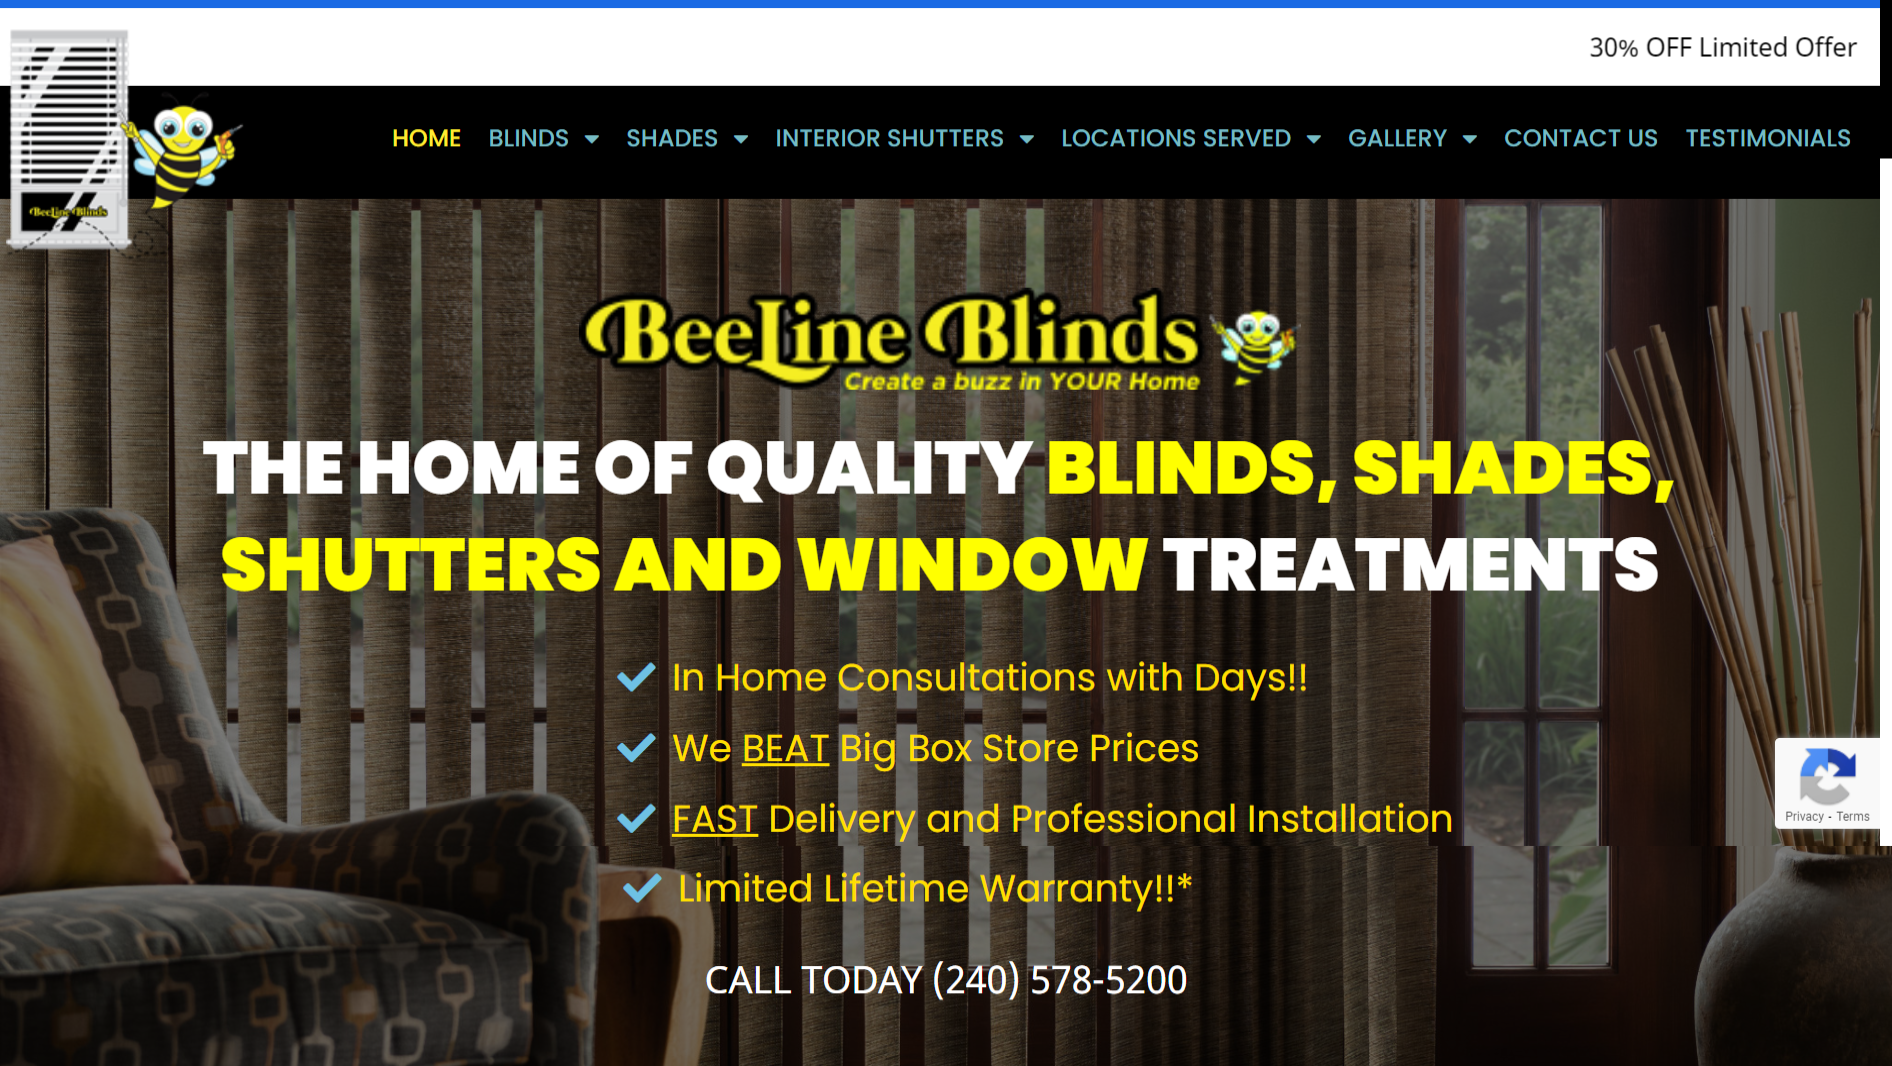 30% OFF Limited Offer
HOME BLINDS SHADES INTERIOR SHUTTERS LOCATIONS SERVED GALLERY CONTACT US TESTIMONIALS
BeeLine Blinds
BeeLine Blinds
Create a buzz in YOUR Home
THE HOME OF QUALITY BLINDS, SHADES,
SHUTTERS AND WINDOW TREATMENTS
In Home Consultations with Days!!
We BEAT Big Box Store Prices
FAST Delivery and Professional Installation
Limited Lifetime Warranty!!*
CALL TODAY (240) 578-5200
Privacy - Terms